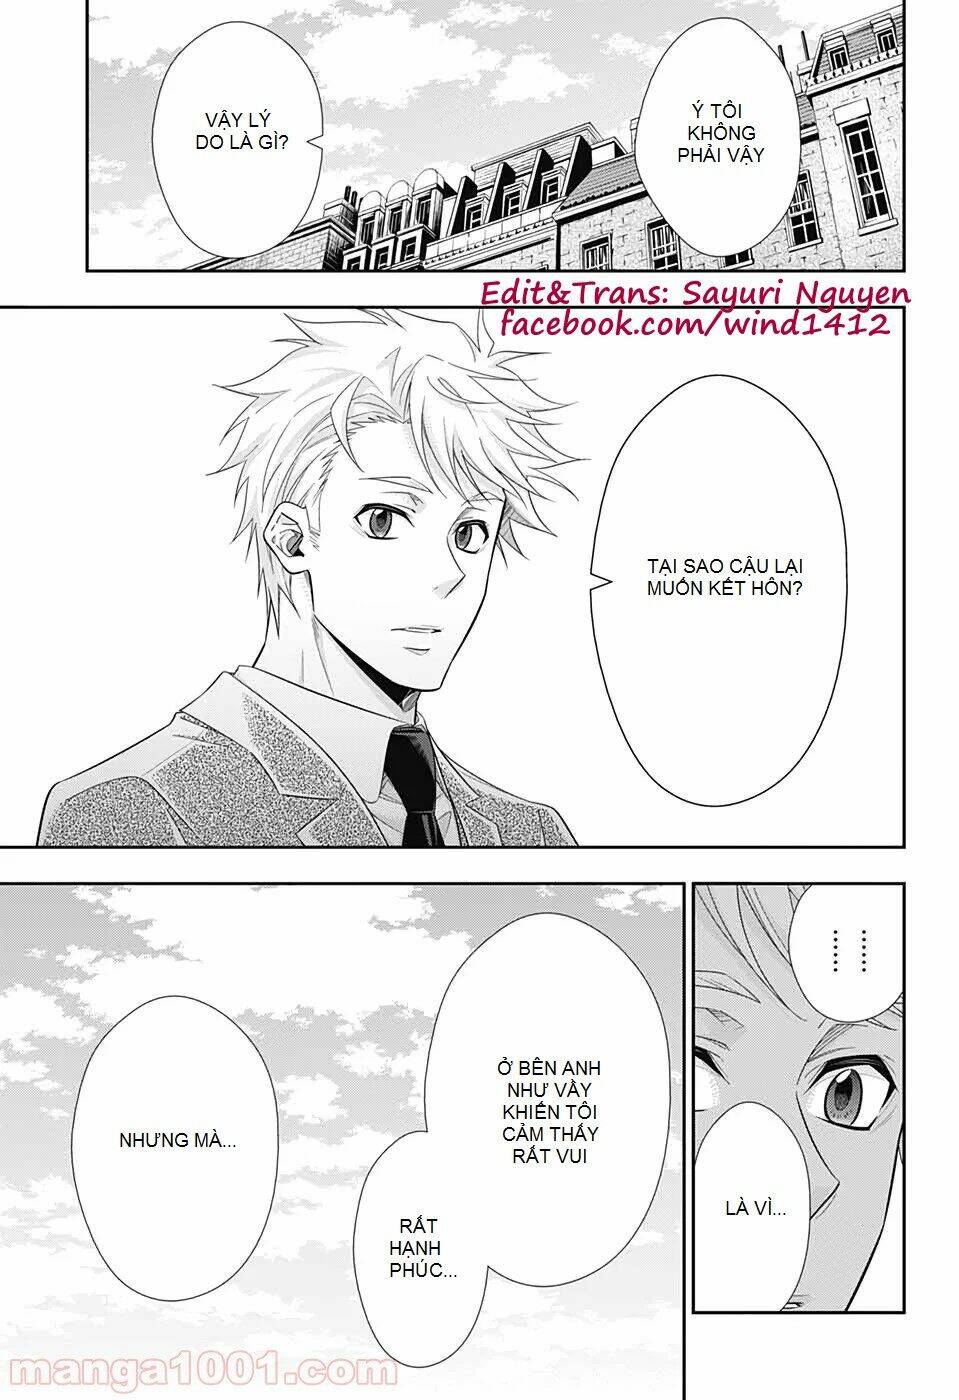 Ý TÔI
KHÔNG
PHẢI VẬY
VẬY LÝ
DO LÀ GÌ?
Edit&Trans: Sayuri Nguyen
facebook.com/wind1412
TẠI SAO CẬU LẠI
MUỐN KẾT HÔN?
......
......
LÀ VÌ...
Ở BÊN ANH
NHƯ VẦY
KHIẾN TÔI
CẢM THẤY
RẤT VUI
RẤT
HẠNH
PHÚC...
NHƯNG MÀ...
manga1001.com